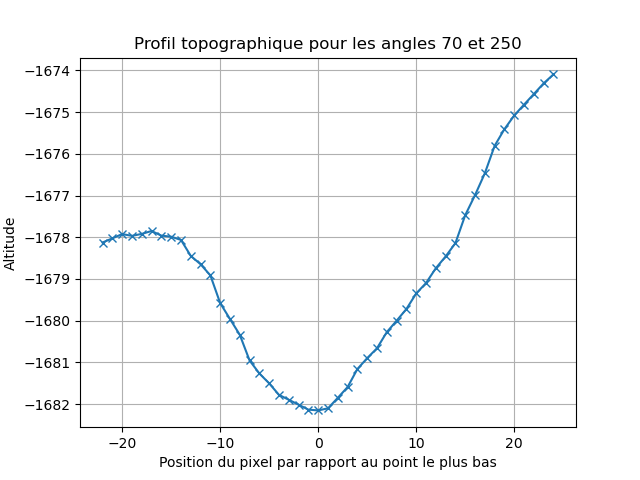 Profil topographique pour les angles 70 et 250
Altitude
−1674
−1675
−1676
−1677
−1678
−1679
−1680
−1681
−1682
−20 −10 0 10 20
Position du pixel par rapport au point le plus bas